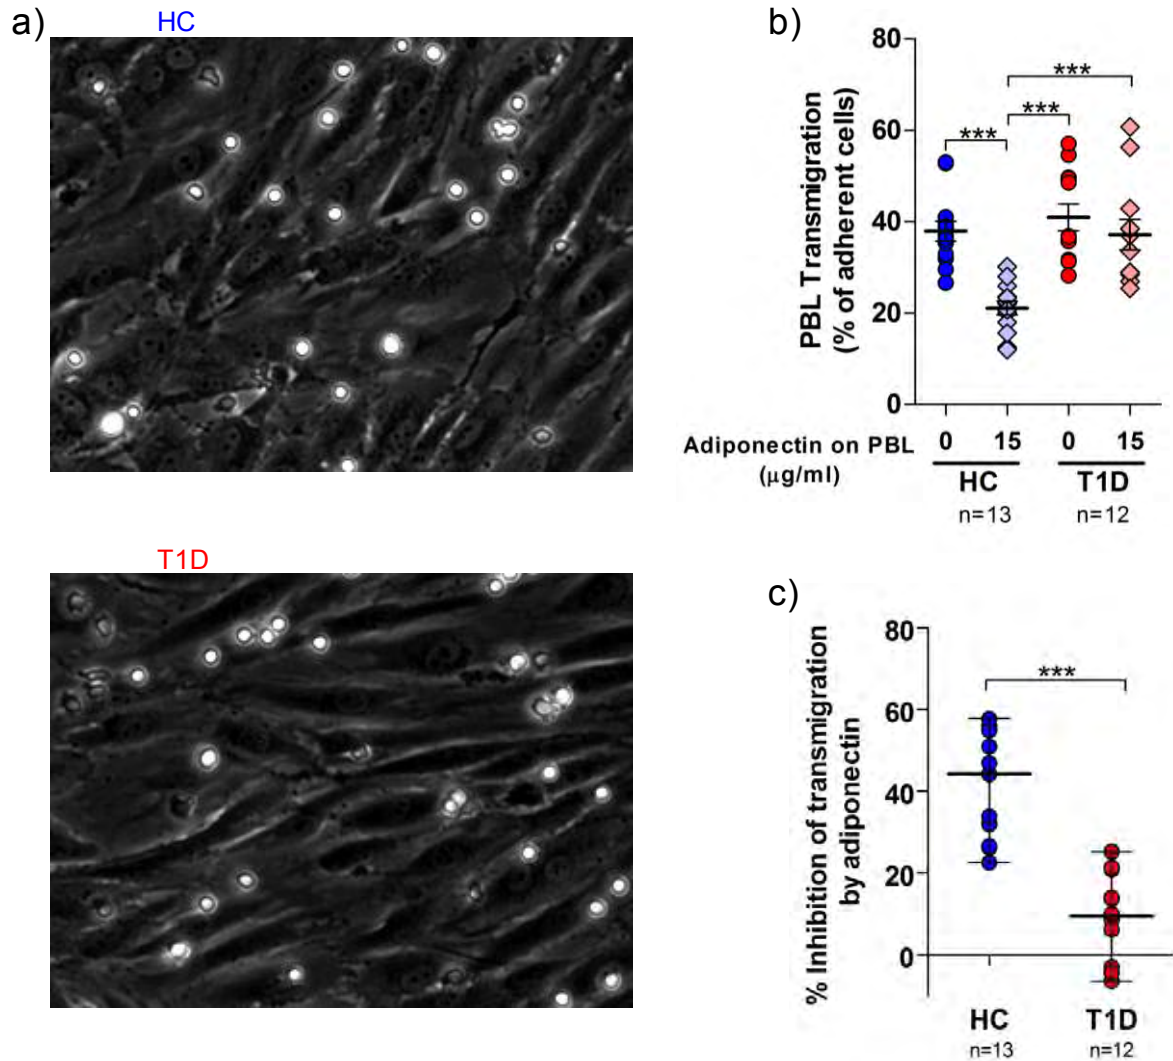 a)
HC
T1D
b)
80
60
40
20
0
PBL Transmigration
(% of adherent cells)
***
***
***
Adiponectin on PBL
(μg/ml)
0 15 0 15
HC T1D
n=13 n=12
c)
80
60
40
20
0
% Inhibition of transmigration
by adiponectin
***
HC T1D
n=13 n=12